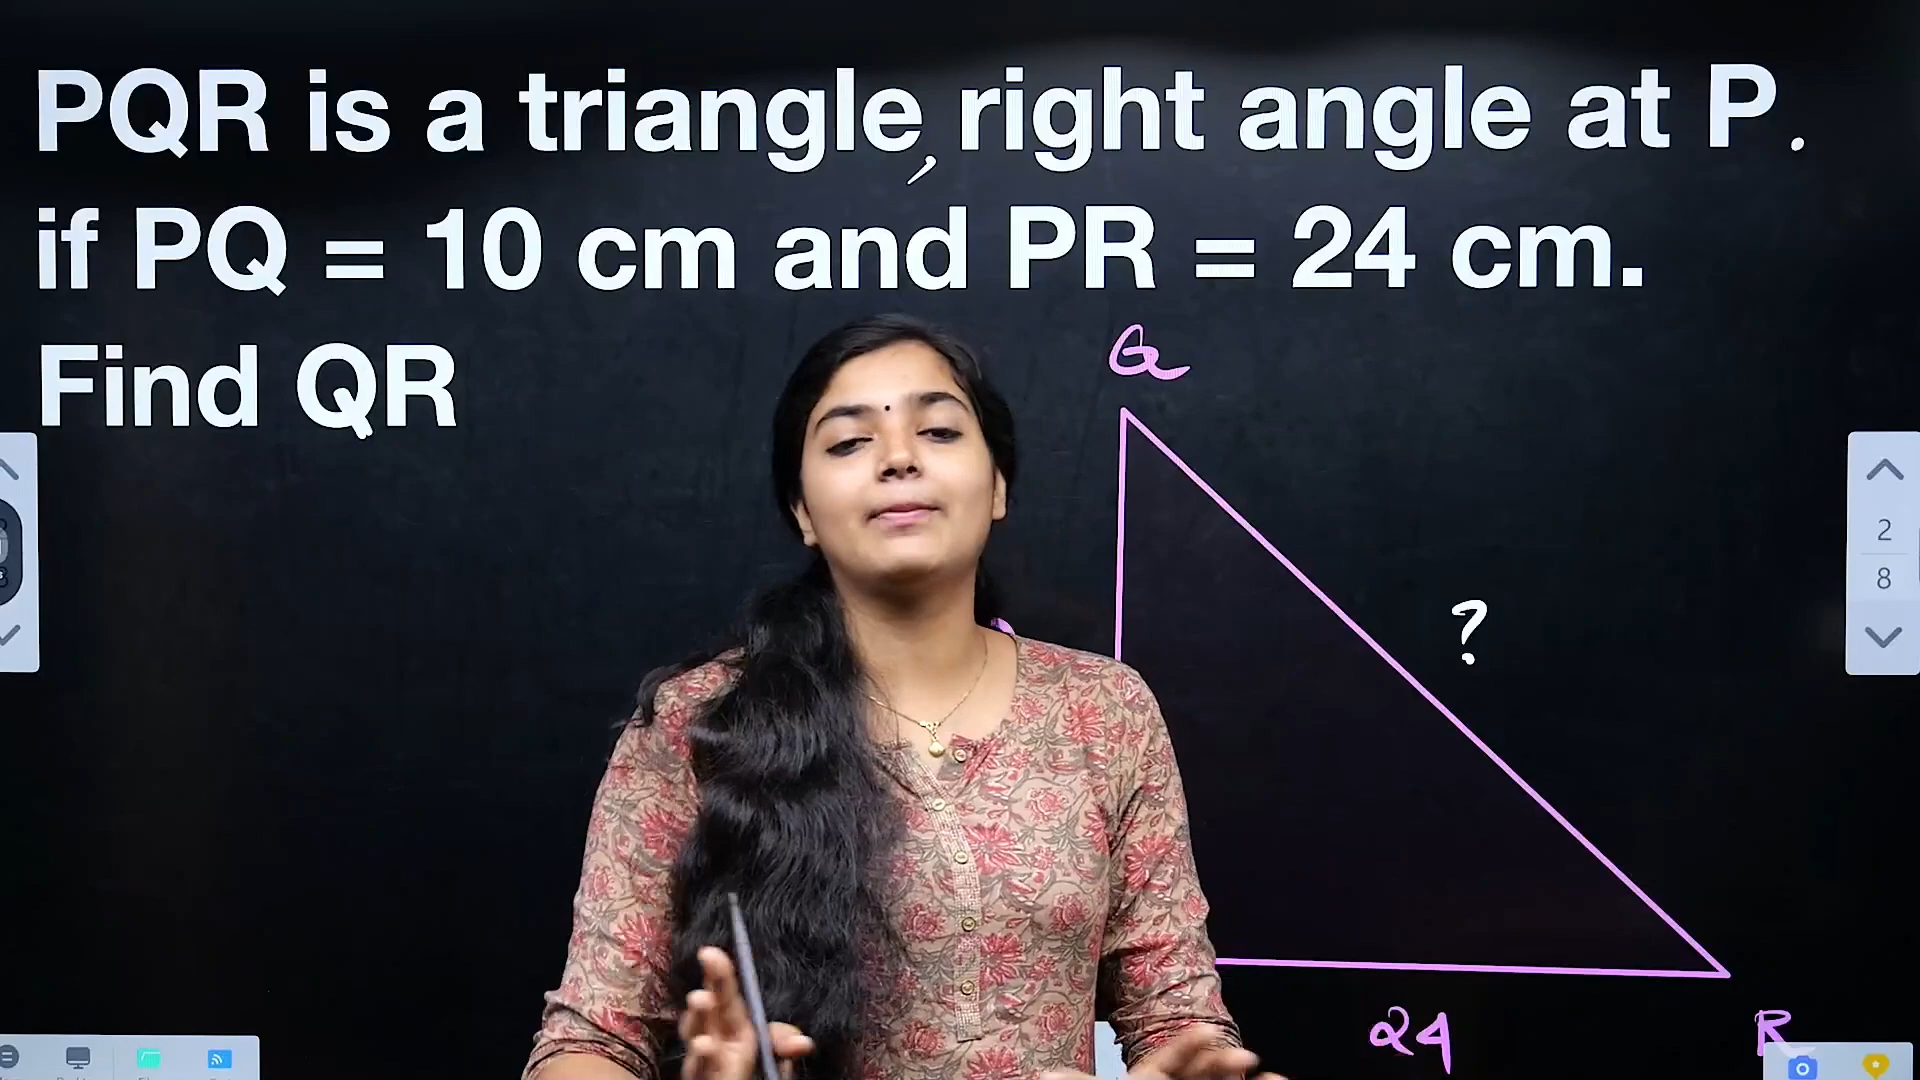 PQR is a triangle, right angle at P.
if PQ = 10 cm and PR = 24 cm.
Find QR
Q
?
2
8
24
R